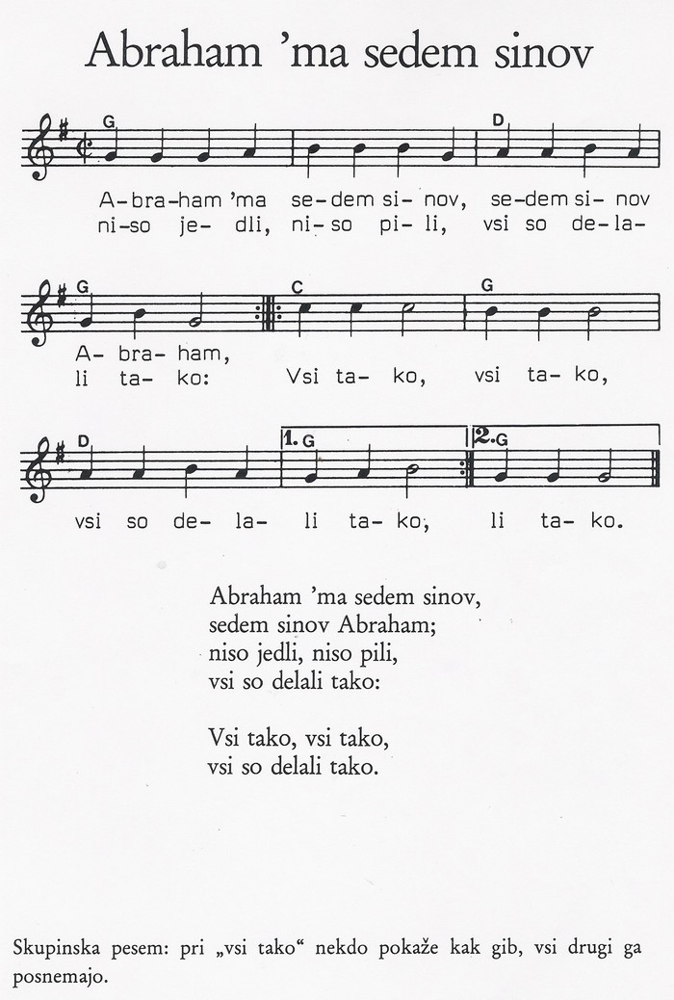 Abraham ’ma sedem sinov
G D
A-bra-ham ’ma se-dem si- nov, se-dem si- nov
ni-so je- dli, ni- so pi- li, vsi so de-la-
G C G
A- bra- ham,
li ta- ko: Vsi ta- ko, vsi ta- ko,
D 1. G 2. G
vsi so de- la- li ta- ko, li ta- ko.
Abraham ’ma sedem sinov,
sedem sinov Abraham;
niso jedli, niso pili,
vsi so delali tako:
Vsi tako, vsi tako,
vsi so delali tako.
Skupinska pesem: pri „vsi tako“ nekdo pokaže kak gib, vsi drugi ga
posnemajo.